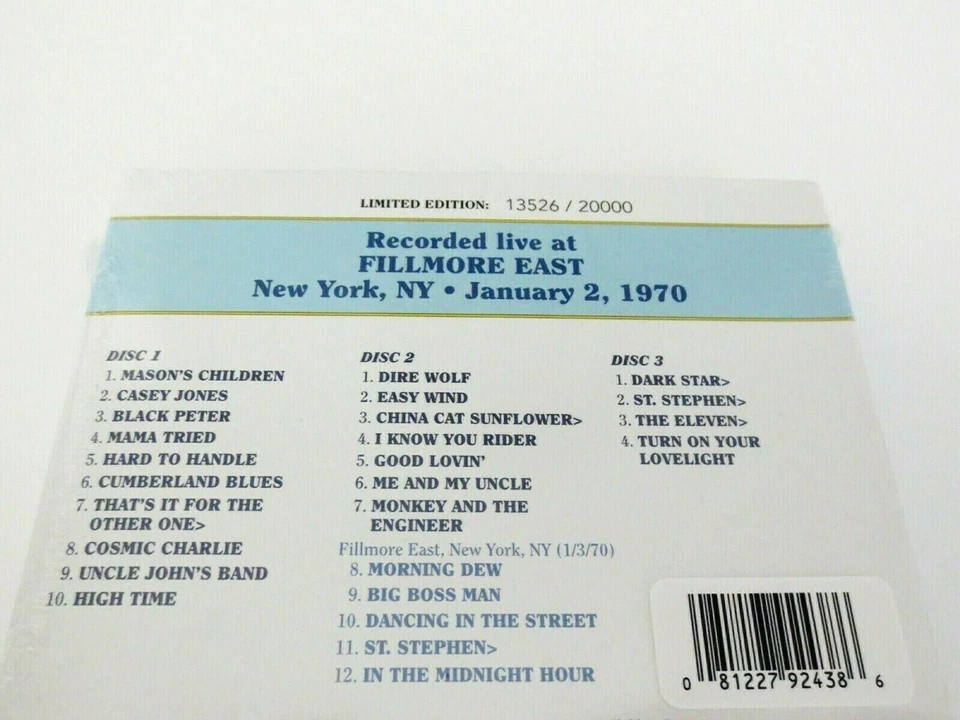 LIMITED EDITION: 13526 / 20000
Recorded live at
FILLMORE EAST
New York, NY • January 2, 1970
DISC 1
1. MASON'S CHILDREN
2. CASEY JONES
3. BLACK PETER
4. MAMA TRIED
5. HARD TO HANDLE
6. CUMBERLAND BLUES
7. THAT'S IT FOR THE
OTHER ONE>
8. COSMIC CHARLIE
9. UNCLE JOHN'S BAND
10. HIGH TIME
DISC 2
1. DIRE WOLF
2. EASY WIND
3. CHINA CAT SUNFLOWER>
4. I KNOW YOU RIDER
5. GOOD LOVIN'
6. ME AND MY UNCLE
7. MONKEY AND THE
ENGINEER
Fillmore East, New York, NY (1/3/70)
8. MORNING DEW
9. BIG BOSS MAN
10. DANCING IN THE STREET
11. ST. STEPHEN>
12. IN THE MIDNIGHT HOUR
DISC 3
1. DARK STAR>
2. ST. STEPHEN>
3. THE ELEVEN>
4. TURN ON YOUR
LOVELIGHT
0 81227 92438 6